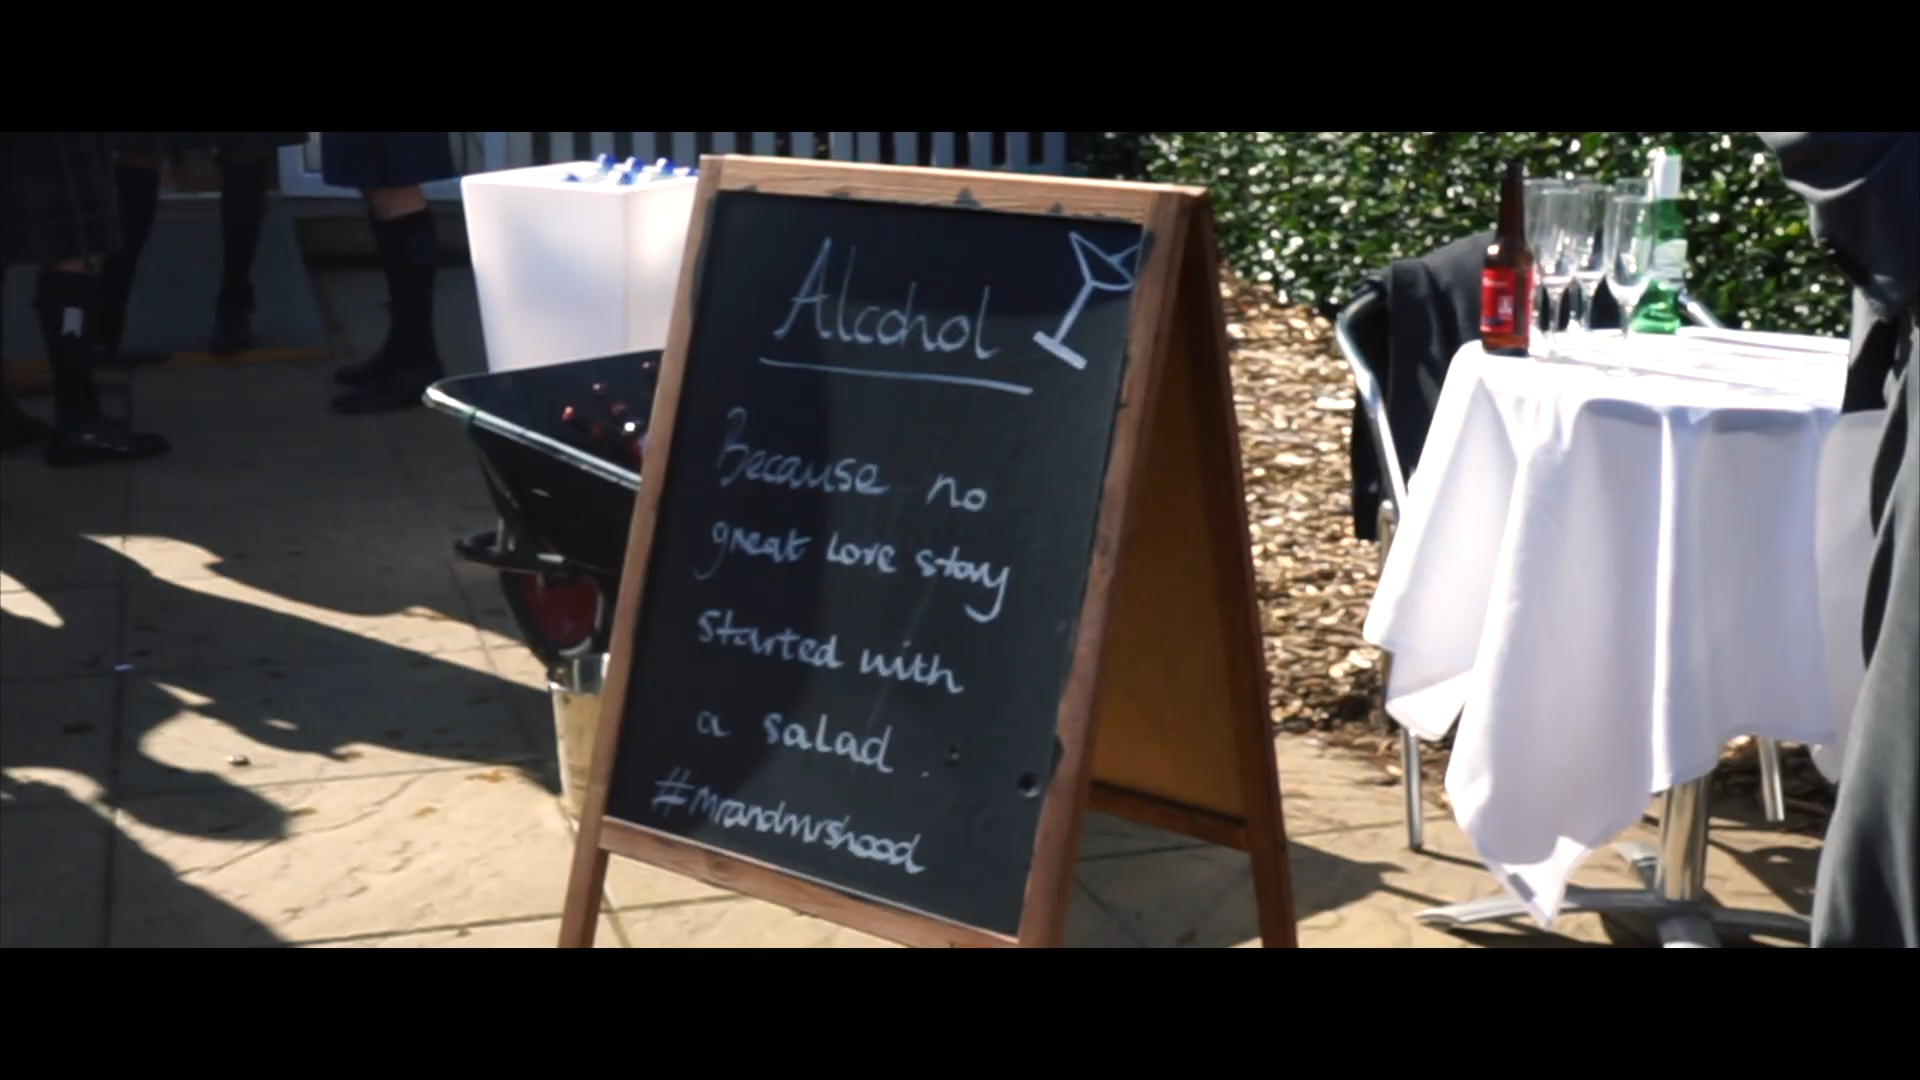 Alcohol
Because no
great love story
started with
a salad.
#mrandmrshood